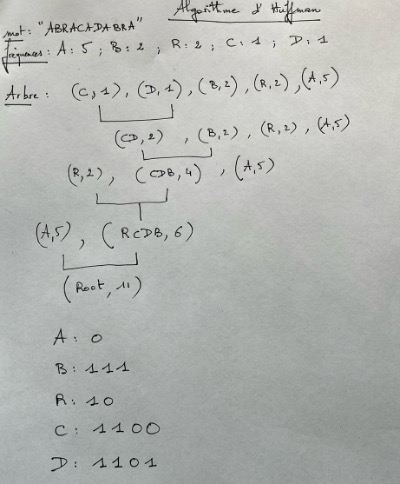 Algorithme d'Huffman
mot: "ABRACADABRA"
fréquences: A: 5 ; B: 2 ; R: 2 ; C: 1 ; D: 1
Arbre: (C,1), (D,1), (B,2), (R,2), (A,5)
(CD,2), (B,2), (R,2), (A,5)
(R,2), (CDB,4), (A,5)
(A,5), (RCDB,6)
(Root,11)
A: 0
B: 111
R: 10
C: 1100
D: 1101